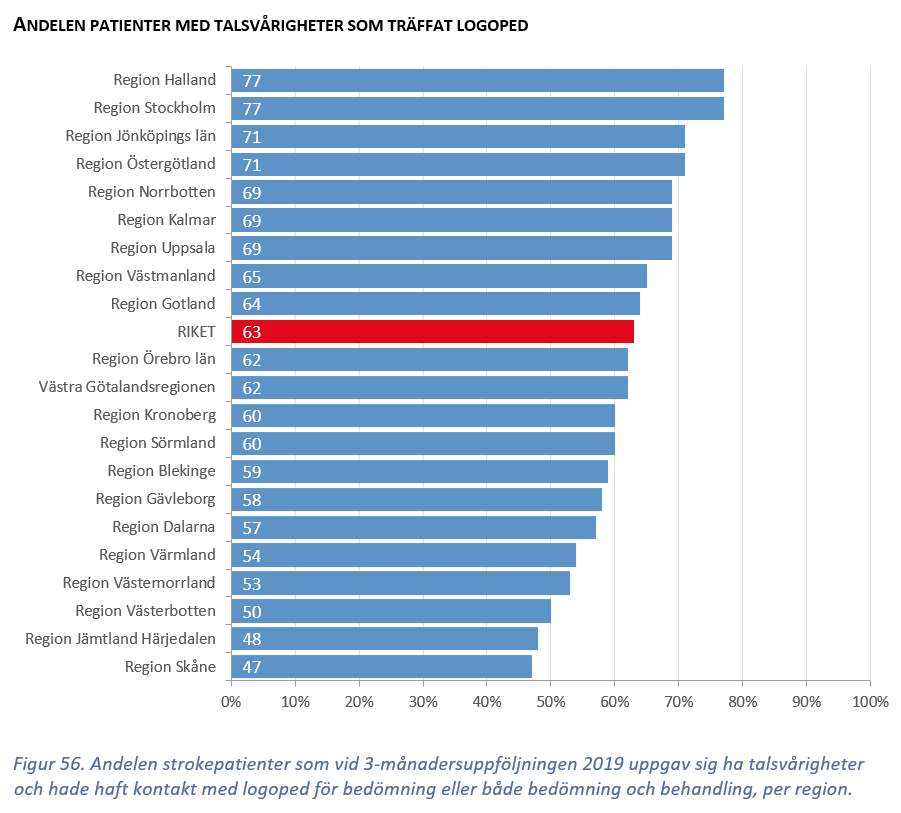 ANDELEN PATIENTER MED TALSVÅRIGHETER SOM TRÄFFAT LOGOPED
Region Halland 77
Region Stockholm 77
Region Jönköpings län 71
Region Östergötland 71
Region Norrbotten 69
Region Kalmar 69
Region Uppsala 69
Region Västmanland 65
Region Gotland 64
RIKET 63
Region Örebro län 62
Västra Götalandsregionen 62
Region Kronoberg 60
Region Sörmland 60
Region Blekinge 59
Region Gävleborg 58
Region Dalarna 57
Region Värmland 54
Region Västernorrland 53
Region Västerbotten 50
Region Jämtland Härjedalen 48
Region Skåne 47
0% 10% 20% 30% 40% 50% 60% 70% 80% 90% 100%
Figur 56. Andelen strokepatienter som vid 3-månadersuppföljningen 2019 uppgav sig ha talsvårigheter
och hade haft kontakt med logoped för bedömning eller både bedömning och behandling, per region.